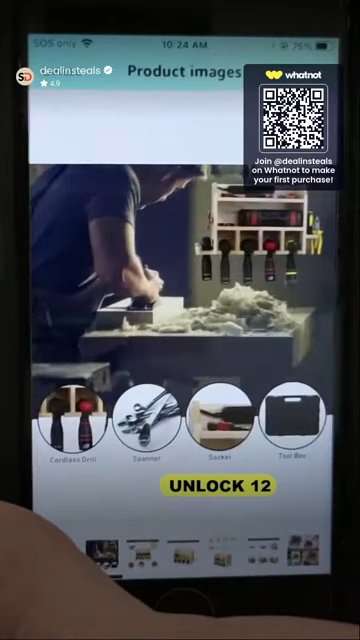 SOS only
10:24 AM
75%
dealinsteals
4.9
Product images
whatnot
Join @dealinsteals
on Whatnot to make
your first purchase!
Cordless Drill
Spanner
Socket
Tool Box
UNLOCK 12